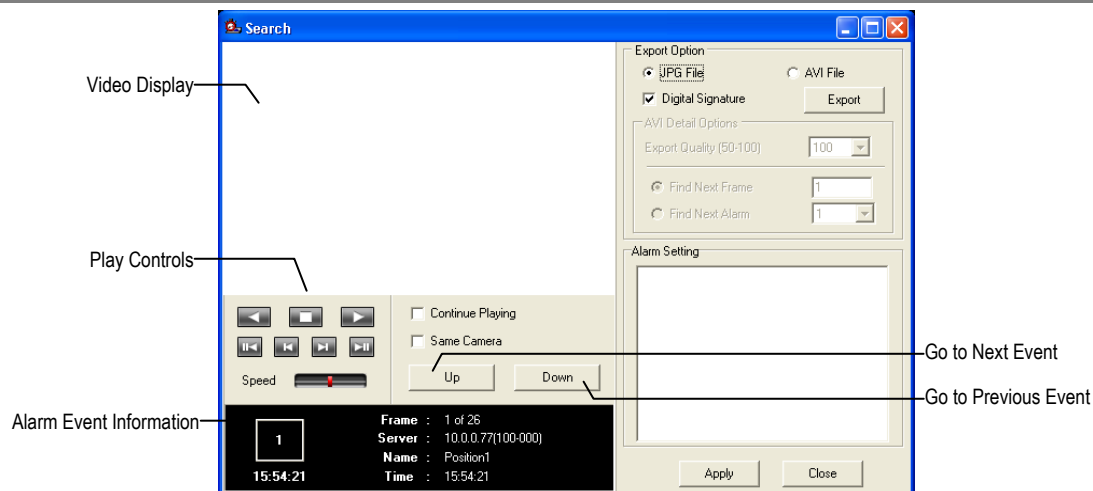 Search
Export Option
JPG File
AVI File
Digital Signature
Export
AVI Detail Options
Export Quality (50-100)
100
Find Next Frame
1
Find Next Alarm
1
Alarm Setting
Video Display
Play Controls
Continue Playing
Same Camera
Speed
Up
Down
Go to Next Event
Go to Previous Event
Alarm Event Information
1
15:54:21
Frame : 1 of 26
Server : 10.0.0.77(100-000)
Name : Position1
Time : 15:54:21
Apply
Close